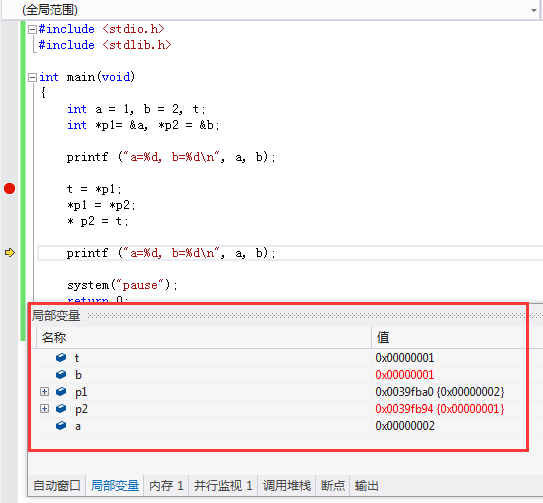 (全局范围)
#include <stdio.h>
#include <stdlib.h>
int main(void)
{
int a = 1, b = 2, t;
int *p1= &a, *p2 = &b;
printf ("a=%d, b=%d\n", a, b);
t = *p1;
*p1 = *p2;
* p2 = t;
printf ("a=%d, b=%d\n", a, b);
system("pause");
return 0;
局部变量
名称 值
t 0x00000001
b 0x00000001
p1 0x0039fba0 {0x00000002}
p2 0x0039fb94 {0x00000001}
a 0x00000002
自动窗口 局部变量 内存 1 并行监视 1 调用堆栈 断点 输出